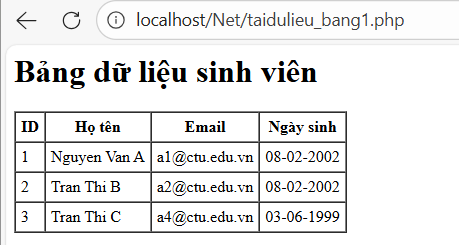 localhost/Net/taidulieu_bang1.php
Bảng dữ liệu sinh viên
ID Họ tên Email Ngày sinh
1 Nguyen Van A a1@ctu.edu.vn 08-02-2002
2 Tran Thi B a2@ctu.edu.vn 08-02-2002
3 Tran Thi C a4@ctu.edu.vn 03-06-1999